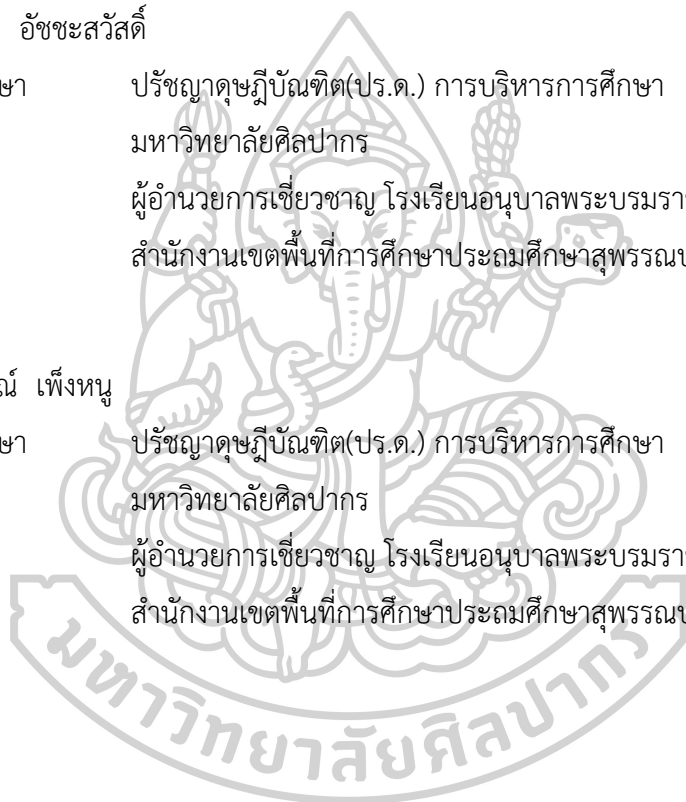 อัชชะสวัสดิ์
ษา ปรัชญาดุษฎีบัณฑิต(ปร.ด.) การบริหารการศึกษา
มหาวิทยาลัยศิลปากร
ผู้อำนวยการเชี่ยวชาญ โรงเรียนอนุบาลพระบรมรา
สำนักงานเขตพื้นที่การศึกษาประถมศึกษาสุพรรณ
ณ์ เพ็งหนู
ษา ปรัชญาดุษฎีบัณฑิต(ปร.ด.) การบริหารการศึกษา
มหาวิทยาลัยศิลปากร
ผู้อำนวยการเชี่ยวชาญ โรงเรียนอนุบาลพระบรมรา
สำนักงานเขตพื้นที่การศึกษาประถมศึกษาสุพรรณ
มหาวิทยาลัยศิลปากร